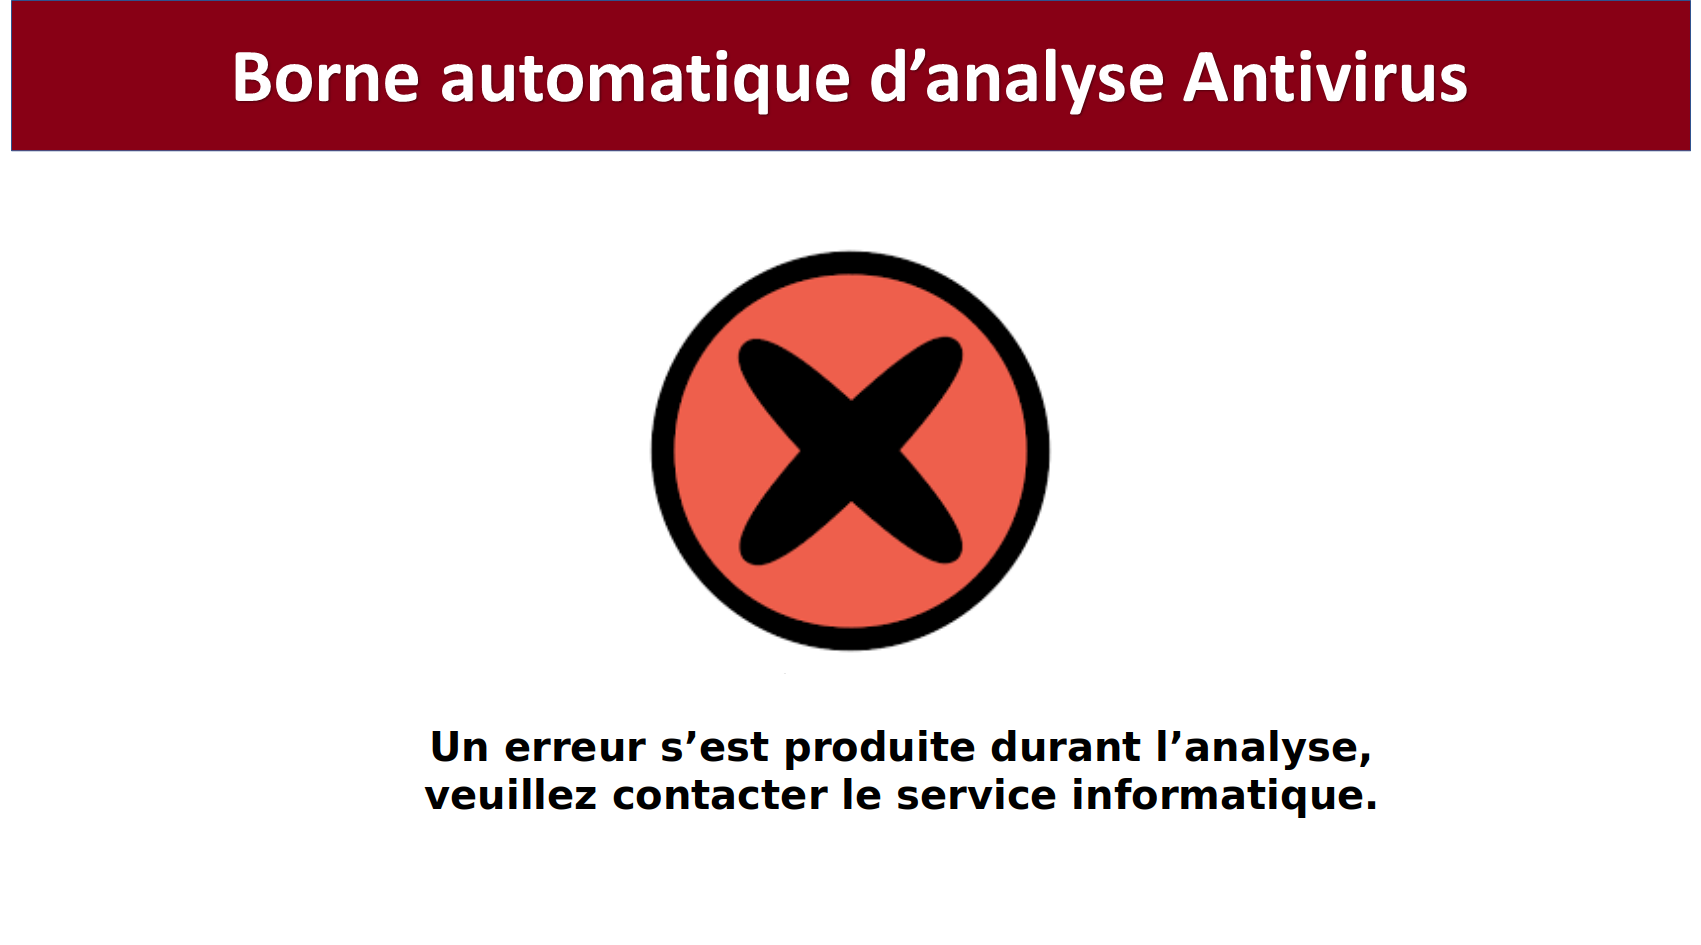 Borne automatique d’analyse Antivirus
Un erreur s’est produite durant l’analyse,
veuillez contacter le service informatique.